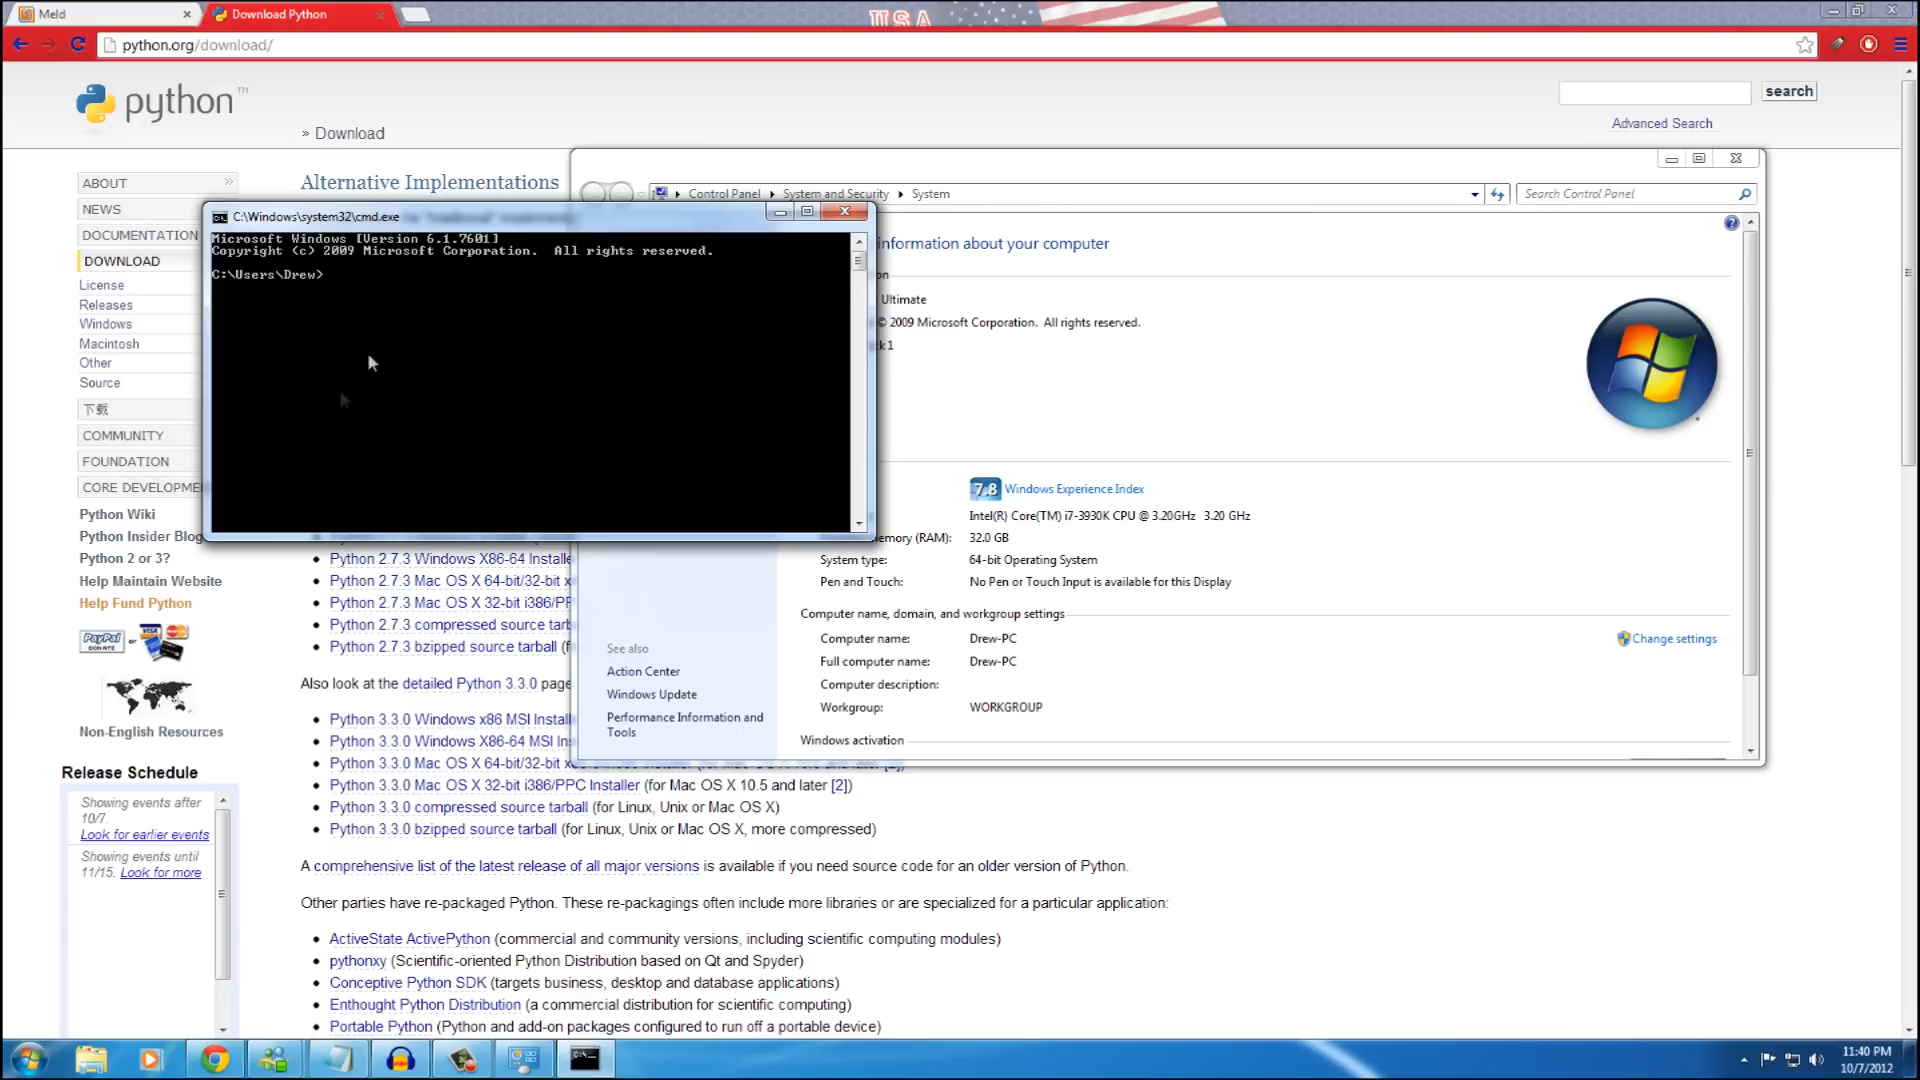 Meld
Download Python
USA
python.org/download/
python™
search
» Download
Advanced Search
ABOUT »
NEWS
DOCUMENTATION
DOWNLOAD
License
Releases
Windows
Macintosh
Other
Source
下载
COMMUNITY
FOUNDATION
CORE DEVELOPME
Python Wiki
Python Insider Blog
Python 2 or 3?
Help Maintain Website
Help Fund Python
PayPal
DONATE
or
VISA
Non-English Resources
Release Schedule
Showing events after
10/7.
Look for earlier events
Showing events until
11/15. Look for more
Alternative Implementations
C:\Windows\system32\cmd.exe
Microsoft Windows [Version 6.1.7601]
Copyright (c) 2009 Microsoft Corporation.  All rights reserved.
C:\Users\Drew>
Python 2.7.3 Windows X86-64 Installe
Python 2.7.3 Mac OS X 64-bit/32-bit x
Python 2.7.3 Mac OS X 32-bit i386/PP
Python 2.7.3 compressed source tarb
Python 2.7.3 bzipped source tarball (f
Also look at the detailed Python 3.3.0 page
Python 3.3.0 Windows x86 MSI Install
Python 3.3.0 Windows X86-64 MSI In
Python 3.3.0 Mac OS X 64-bit/32-bit x
Python 3.3.0 Mac OS X 32-bit i386/PPC Installer (for Mac OS X 10.5 and later [2])
Python 3.3.0 compressed source tarball (for Linux, Unix or Mac OS X)
Python 3.3.0 bzipped source tarball (for Linux, Unix or Mac OS X, more compressed)
A comprehensive list of the latest release of all major versions is available if you need source code for an older version of Python.
Other parties have re-packaged Python. These re-packagings often include more libraries or are specialized for a particular application:
ActiveState ActivePython (commercial and community versions, including scientific computing modules)
pythonxy (Scientific-oriented Python Distribution based on Qt and Spyder)
Conceptive Python SDK (targets business, desktop and database applications)
Enthought Python Distribution (a commercial distribution for scientific computing)
Portable Python (Python and add-on packages configured to run off a portable device)
Control Panel
System and Security
System
Search Control Panel
information about your computer
on
Ultimate
© 2009 Microsoft Corporation. All rights reserved.
k 1
7.8 Windows Experience Index
Intel(R) Core(TM) i7-3930K CPU @ 3.20GHz 3.20 GHz
emory (RAM): 32.0 GB
System type: 64-bit Operating System
Pen and Touch: No Pen or Touch Input is available for this Display
Computer name, domain, and workgroup settings
Computer name: Drew-PC
Change settings
Full computer name: Drew-PC
Computer description:
Workgroup: WORKGROUP
Windows activation
See also
Action Center
Windows Update
Performance Information and
Tools
11:40 PM
10/7/2012